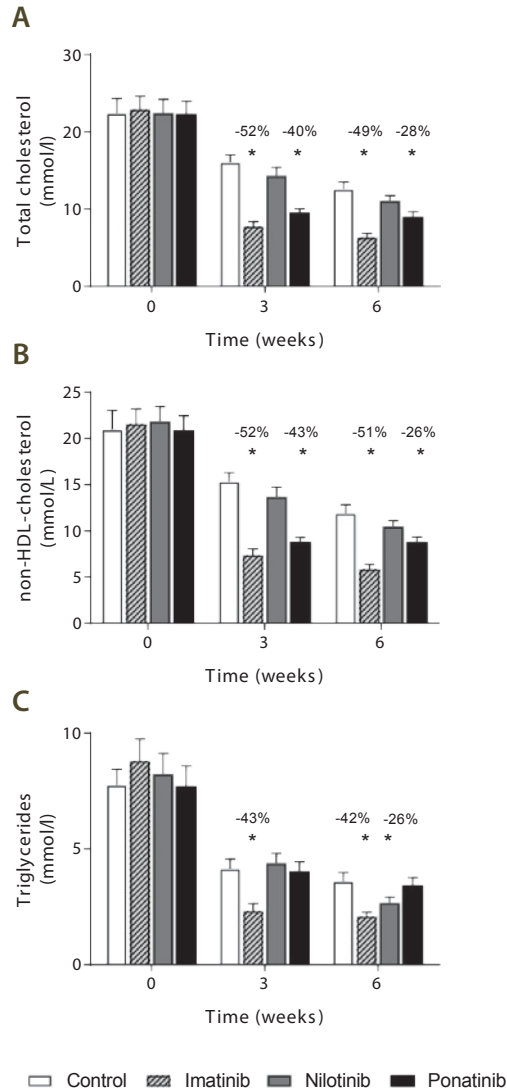 A
Total cholesterol
(mmol/l)
30
20
10
0
-52% -40% -49% -28%
* * * *
0 3 6
Time (weeks)
B
non-HDL-cholesterol
(mmol/L)
25
20
15
10
5
0
-52% -43% -51% -26%
* * * *
0 3 6
Time (weeks)
C
Triglycerides
(mmol/l)
10
5
0
-43% -42% -26%
* * *
0 3 6
Time (weeks)
Control Imatinib Nilotinib Ponatinib